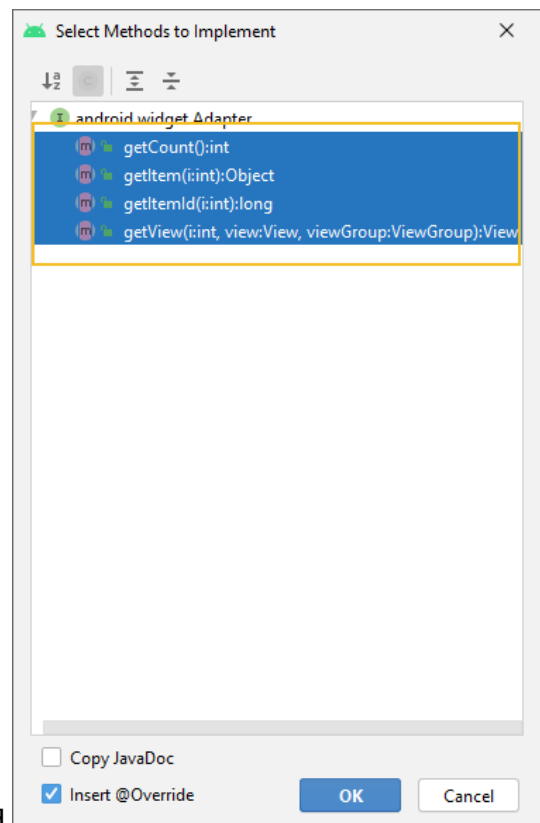 Select Methods to Implement
android.widget.Adapter
getCount():int
getItem(i:int):Object
getItemId(i:int):long
getView(i:int, view:View, viewGroup:ViewGroup):View
Copy JavaDoc
Insert @Override
OK
Cancel